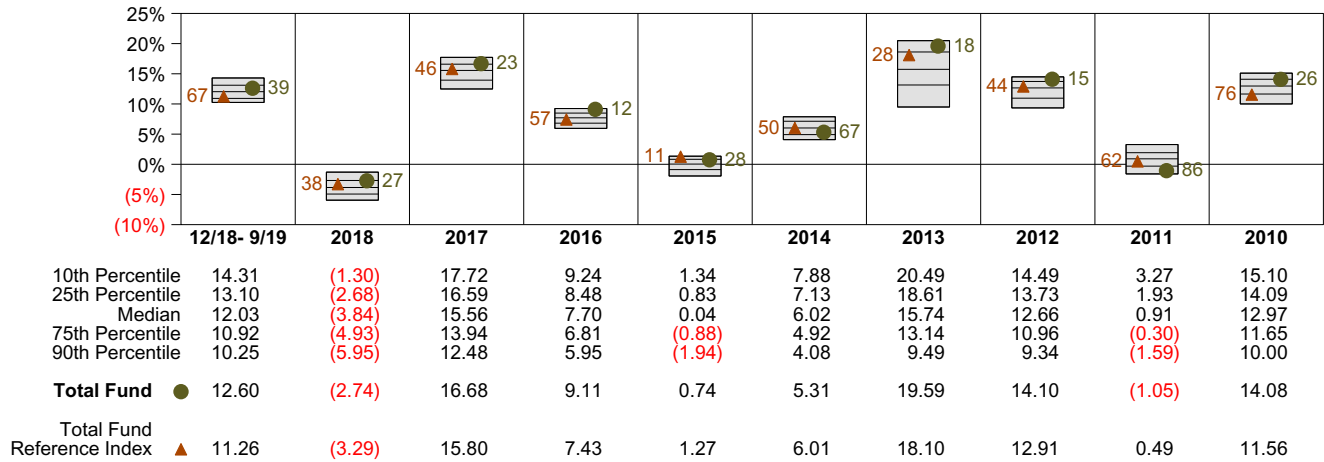 25%
20%
15%
10%
5%
0%
(5%)
(10%)
67 39
38 27
46 23
57 12
11 28
50 67
28 18
44 15
62 86
76 26
12/18- 9/19 2018 2017 2016 2015 2014 2013 2012 2011 2010
10th Percentile 14.31 (1.30) 17.72 9.24 1.34 7.88 20.49 14.49 3.27 15.10
25th Percentile 13.10 (2.68) 16.59 8.48 0.83 7.13 18.61 13.73 1.93 14.09
Median 12.03 (3.84) 15.56 7.70 0.04 6.02 15.74 12.66 0.91 12.97
75th Percentile 10.92 (4.93) 13.94 6.81 (0.88) 4.92 13.14 10.96 (0.30) 11.65
90th Percentile 10.25 (5.95) 12.48 5.95 (1.94) 4.08 9.49 9.34 (1.59) 10.00
Total Fund 12.60 (2.74) 16.68 9.11 0.74 5.31 19.59 14.10 (1.05) 14.08
Total Fund
Reference Index 11.26 (3.29) 15.80 7.43 1.27 6.01 18.10 12.91 0.49 11.56